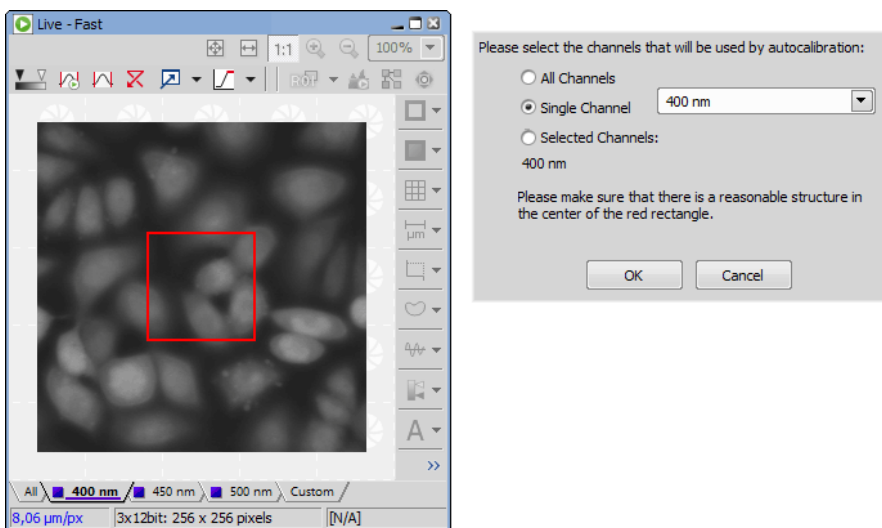 Live - Fast
1:1
100%
ROI
µm
A
»
All
400 nm
450 nm
500 nm
Custom
8,06 µm/px
3x12bit: 256 x 256 pixels
[N/A]
Please select the channels that will be used by autocalibration:
All Channels
Single Channel
400 nm
Selected Channels:
400 nm
Please make sure that there is a reasonable structure in
the center of the red rectangle.
OK
Cancel